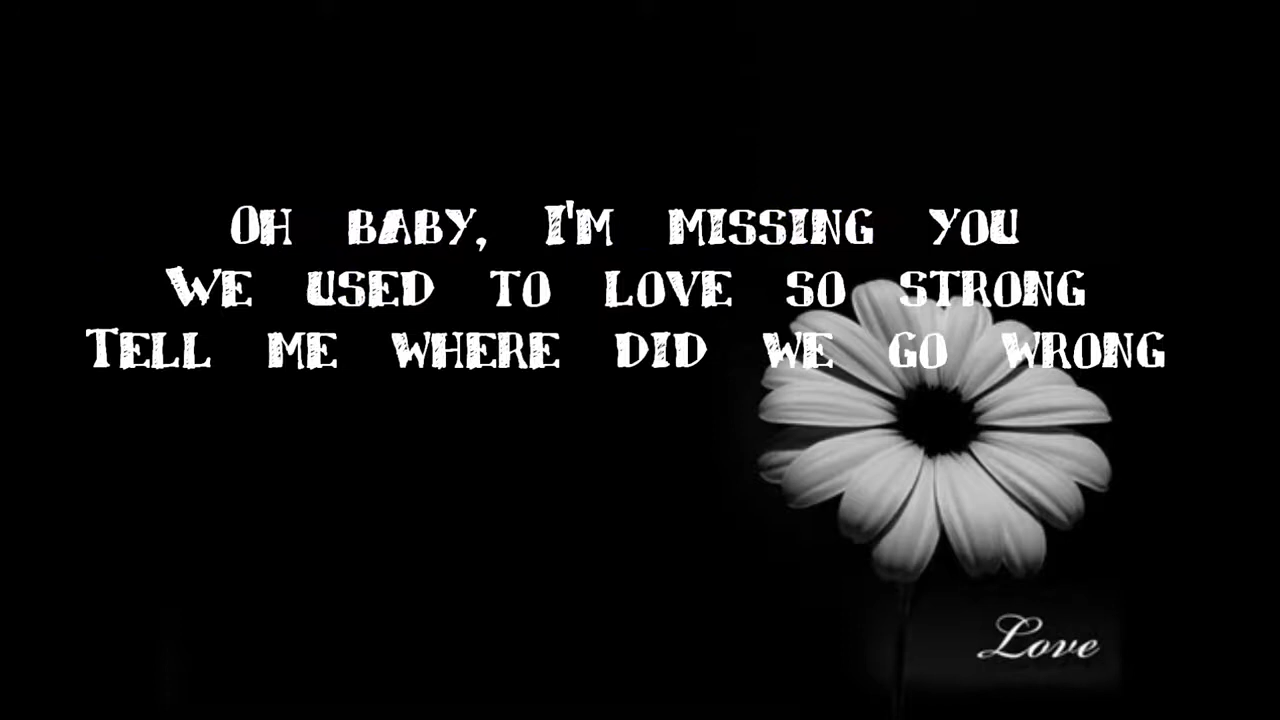 Oh baby, I'm missing you
We used to love so strong
Tell me where did we go wrong
Love